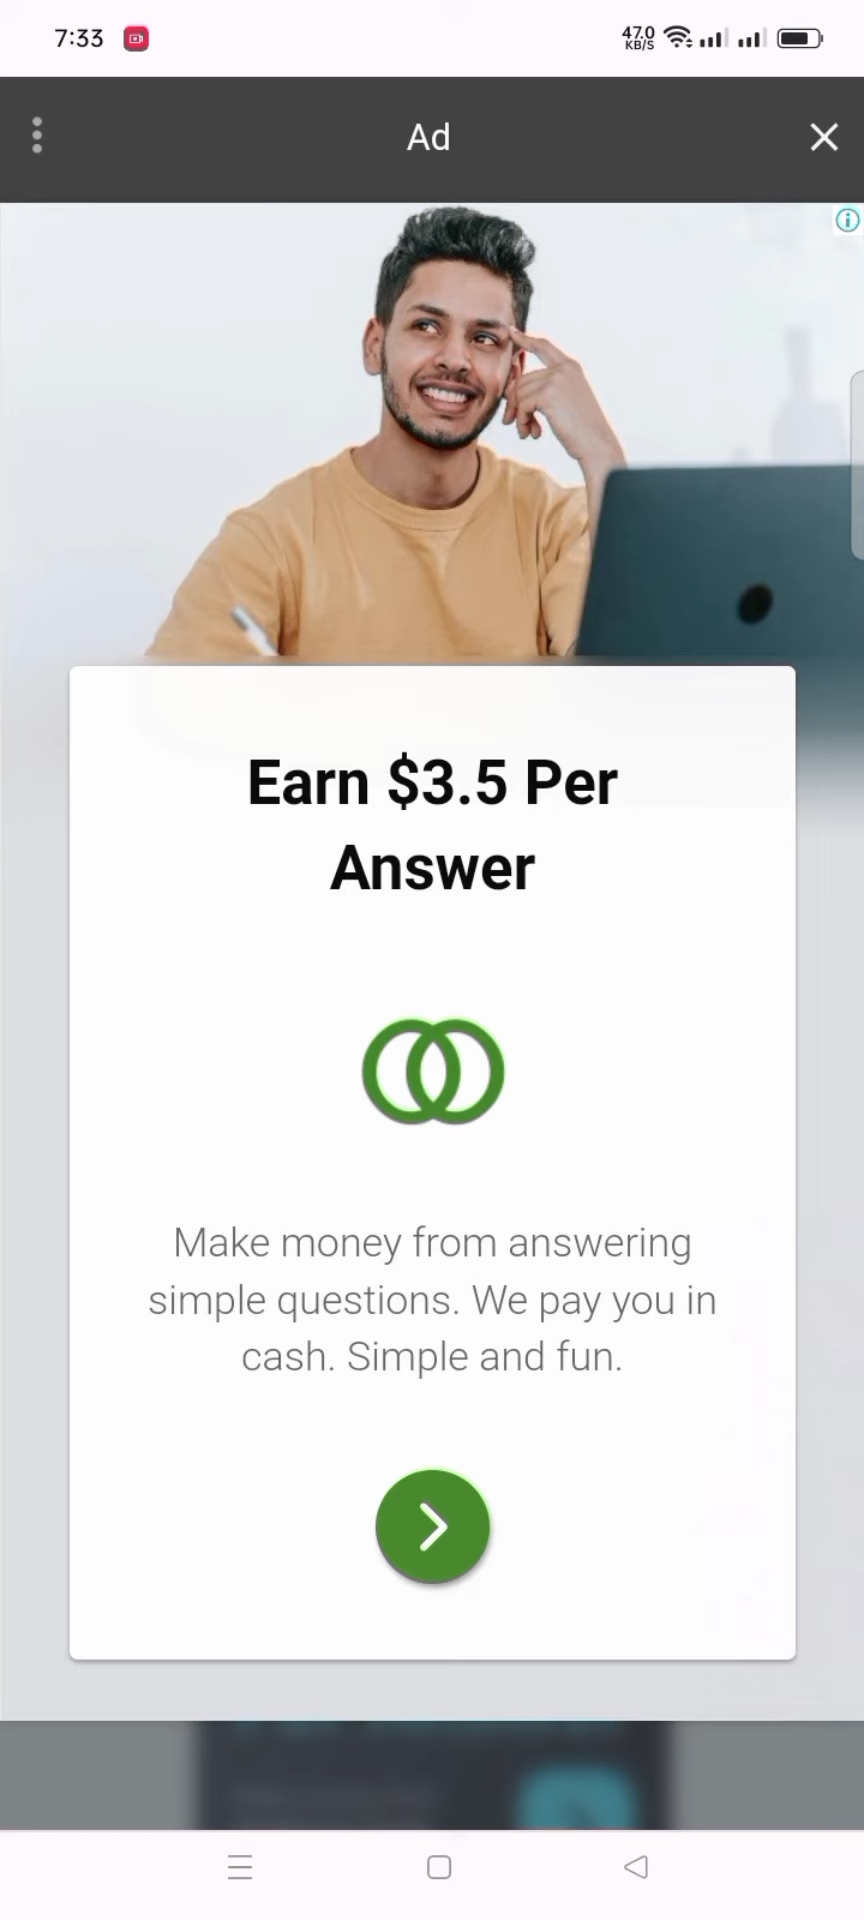 7:33
47.0
KB/S
Ad
Earn $3.5 Per
Answer
Make money from answering
simple questions. We pay you in
cash. Simple and fun.